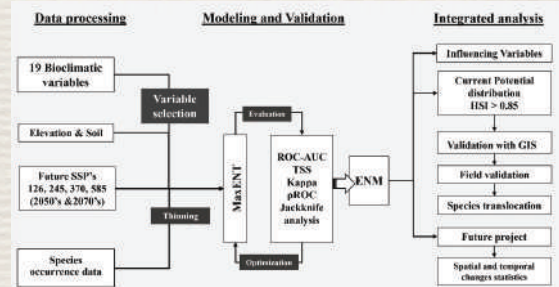 Data processing
Modeling and Validation
Integrated analysis
19 Bioclimatic
variables
Variable
selection
Elevation & Soil
Future SSP's
126, 245, 370, 585
(2050's &2070's)
Thinning
Species
occurrence data
MaxENT
Evaluation
ROC-AUC
TSS
Kappa
pROC
Jackknife
analysis
Optimization
ENM
Influencing Variables
Current Potential
distribution
HSI > 0.85
Validation with GIS
Field validation
Species translocation
Future project
Spatial and temporal
changes statistics